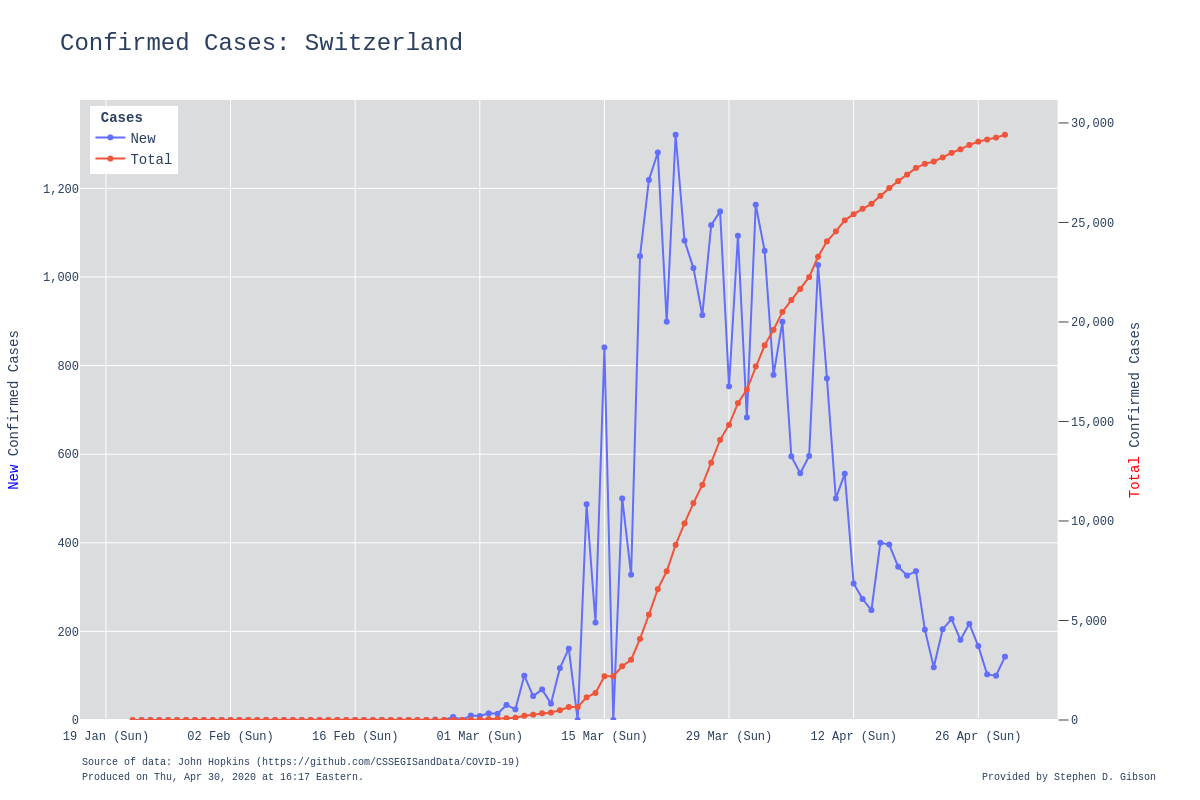 Confirmed Cases: Switzerland
Cases
New
Total
1,200
1,000
800
600
400
200
0
30,000
25,000
20,000
15,000
10,000
5,000
0
New Confirmed Cases
Total Confirmed Cases
19 Jan (Sun) 02 Feb (Sun) 16 Feb (Sun) 01 Mar (Sun) 15 Mar (Sun) 29 Mar (Sun) 12 Apr (Sun) 26 Apr (Sun)
Source of data: John Hopkins (https://github.com/CSSEGISandData/COVID-19)
Produced on Thu, Apr 30, 2020 at 16:17 Eastern.
Provided by Stephen D. Gibson